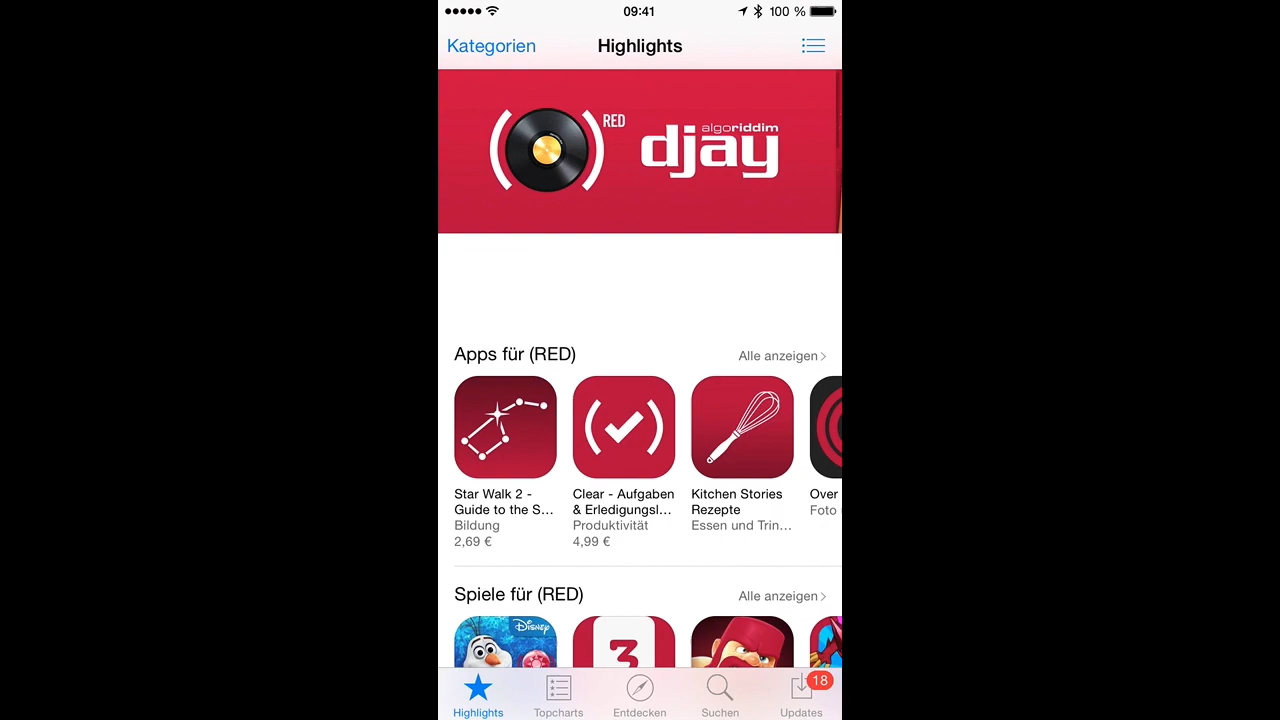 09:41
100 %
Kategorien
Highlights
RED
algoriddim
djay
Apps für (RED)
Alle anzeigen
Star Walk 2 -
Guide to the S...
Bildung
2,69 €
Clear - Aufgaben
& Erledigungsl...
Produktivität
4,99 €
Kitchen Stories
Rezepte
Essen und Trin...
Over
Foto
Spiele für (RED)
Alle anzeigen
Disney
3
18
Highlights
Topcharts
Entdecken
Suchen
Updates